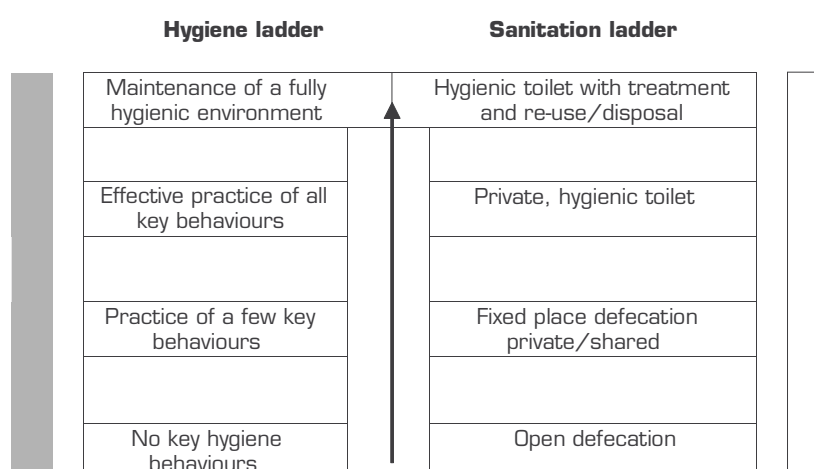 Hygiene ladder
Sanitation ladder
Maintenance of a fully
hygienic environment
Hygienic toilet with treatment
and re-use/disposal
Effective practice of all
key behaviours
Private, hygienic toilet
Practice of a few key
behaviours
Fixed place defecation
private/shared
No key hygiene
behaviours
Open defecation